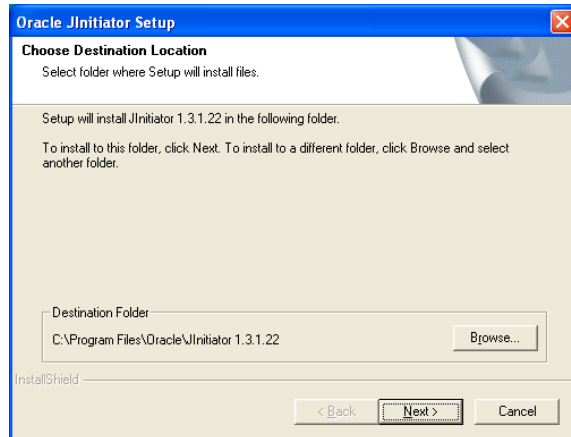 Oracle JInitiator Setup
Choose Destination Location
Select folder where Setup will install files.
Setup will install JInitiator 1.3.1.22 in the following folder.
To install to this folder, click Next. To install to a different folder, click Browse and select
another folder.
Destination Folder
C:\Program Files\Oracle\JInitiator 1.3.1.22
Browse...
InstallShield
< Back
Next >
Cancel